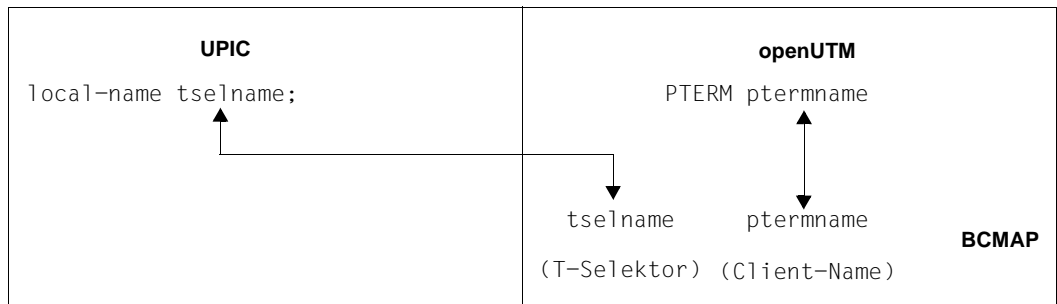 UPIC
openUTM
local-name tselname;
PTERM ptermname
tselname ptermname
BCMAP
(T-Selektor) (Client-Name)